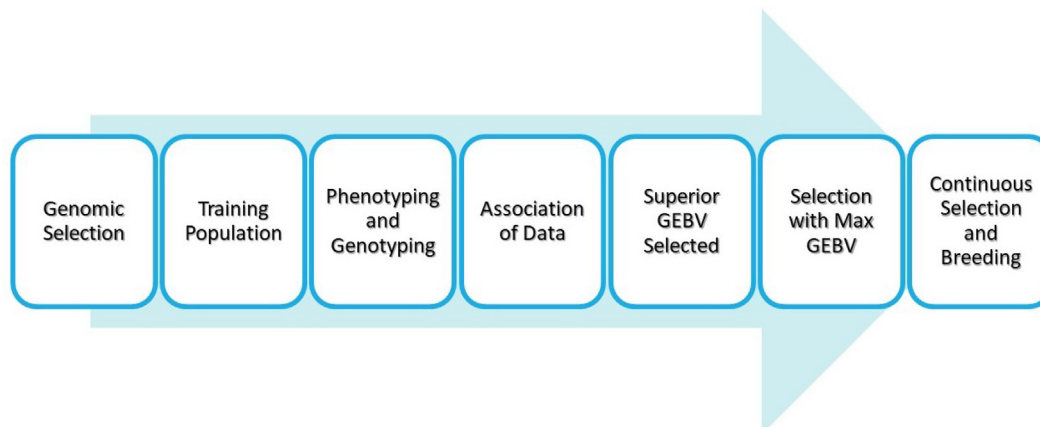 Genomic
Selection
Training
Population
Phenotyping
and
Genotyping
Association
of Data
Superior
GEBV
Selected
Selection
with Max
GEBV
Continuous
Selection
and
Breeding